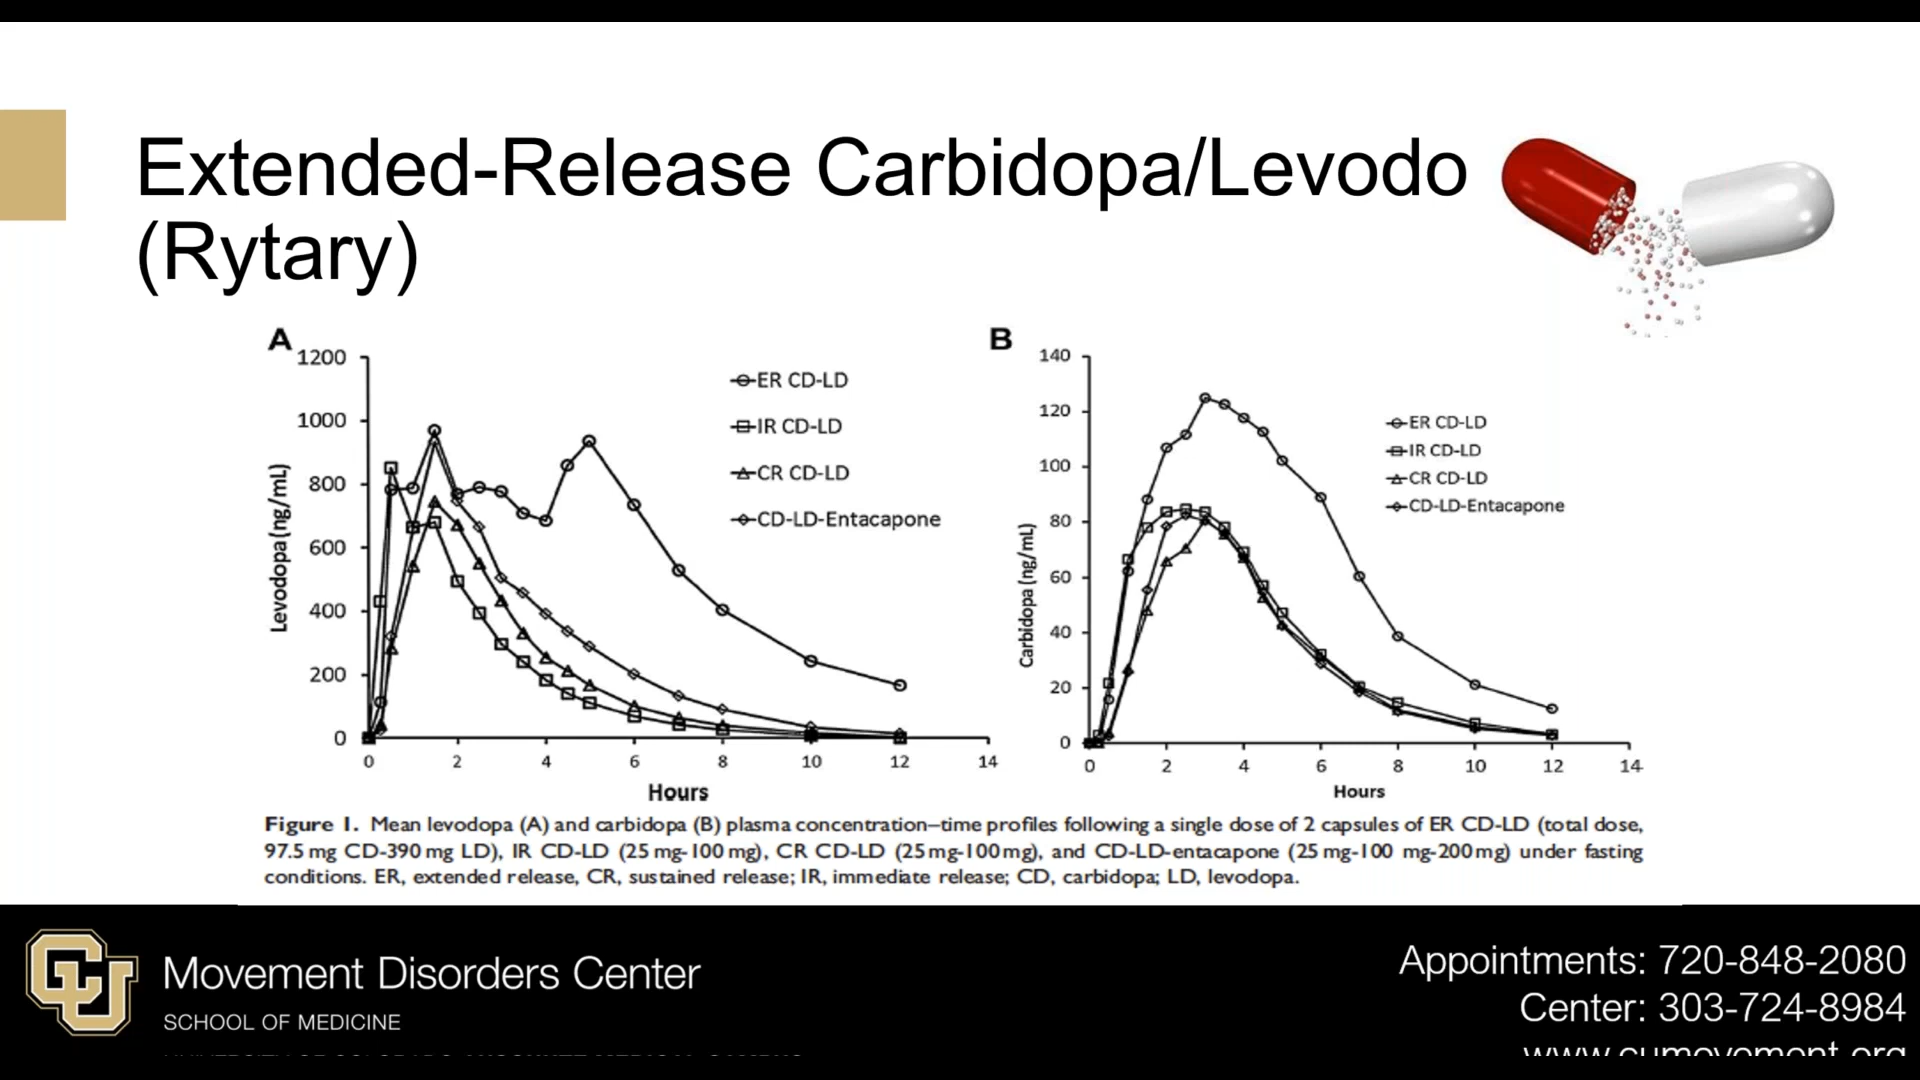 Extended-Release Carbidopa/Levodo
(Rytary)
A
1200
1000
800
600
400
200
0
Levodopa (ng/mL)
0 2 4 6 8 10 12 14
Hours
ER CD-LD
IR CD-LD
CR CD-LD
CD-LD-Entacapone
B
140
120
100
80
60
40
20
0
Carbidopa (ng/mL)
0 2 4 6 8 10 12 14
Hours
ER CD-LD
IR CD-LD
CR CD-LD
CD-LD-Entacapone
Figure 1. Mean levodopa (A) and carbidopa (B) plasma concentration–time profiles following a single dose of 2 capsules of ER CD-LD (total dose,
97.5 mg CD-390 mg LD), IR CD-LD (25 mg-100 mg), CR CD-LD (25 mg-100 mg), and CD-LD-entacapone (25 mg-100 mg-200 mg) under fasting
conditions. ER, extended release, CR, sustained release; IR, immediate release; CD, carbidopa; LD, levodopa.
CU
Movement Disorders Center
SCHOOL OF MEDICINE
Appointments: 720-848-2080
Center: 303-724-8984
www.cumovement.org